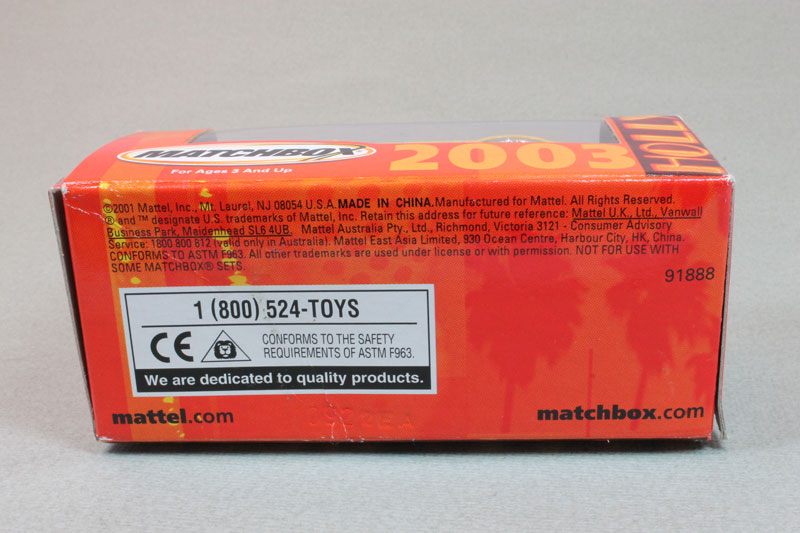 MATCHBOX 2003
For Ages 3 And Up
©2001 Mattel, Inc., Mt. Laurel, NJ 08054 U.S.A. MADE IN CHINA. Manufactured for Mattel. All Rights Reserved.
® and ™ designate U.S. trademarks of Mattel, Inc. Retain this address for future reference: Mattel U.K., Ltd., Vanwall
Business Park, Maidenhead SL6 4UB. Mattel Australia Pty., Ltd., Richmond, Victoria 3121 - Consumer Advisory
Service: 1800 800 812 (valid only in Australia). Mattel East Asia Limited, 930 Ocean Centre, Harbour City, HK, China.
CONFORMS TO ASTM F963. All other trademarks are used under license or with permission. NOT FOR USE WITH
SOME MATCHBOX® SETS.
91888
1 (800) 524-TOYS
CE
CONFORMS TO THE SAFETY
REQUIREMENTS OF ASTM F963.
We are dedicated to quality products.
mattel.com
matchbox.com